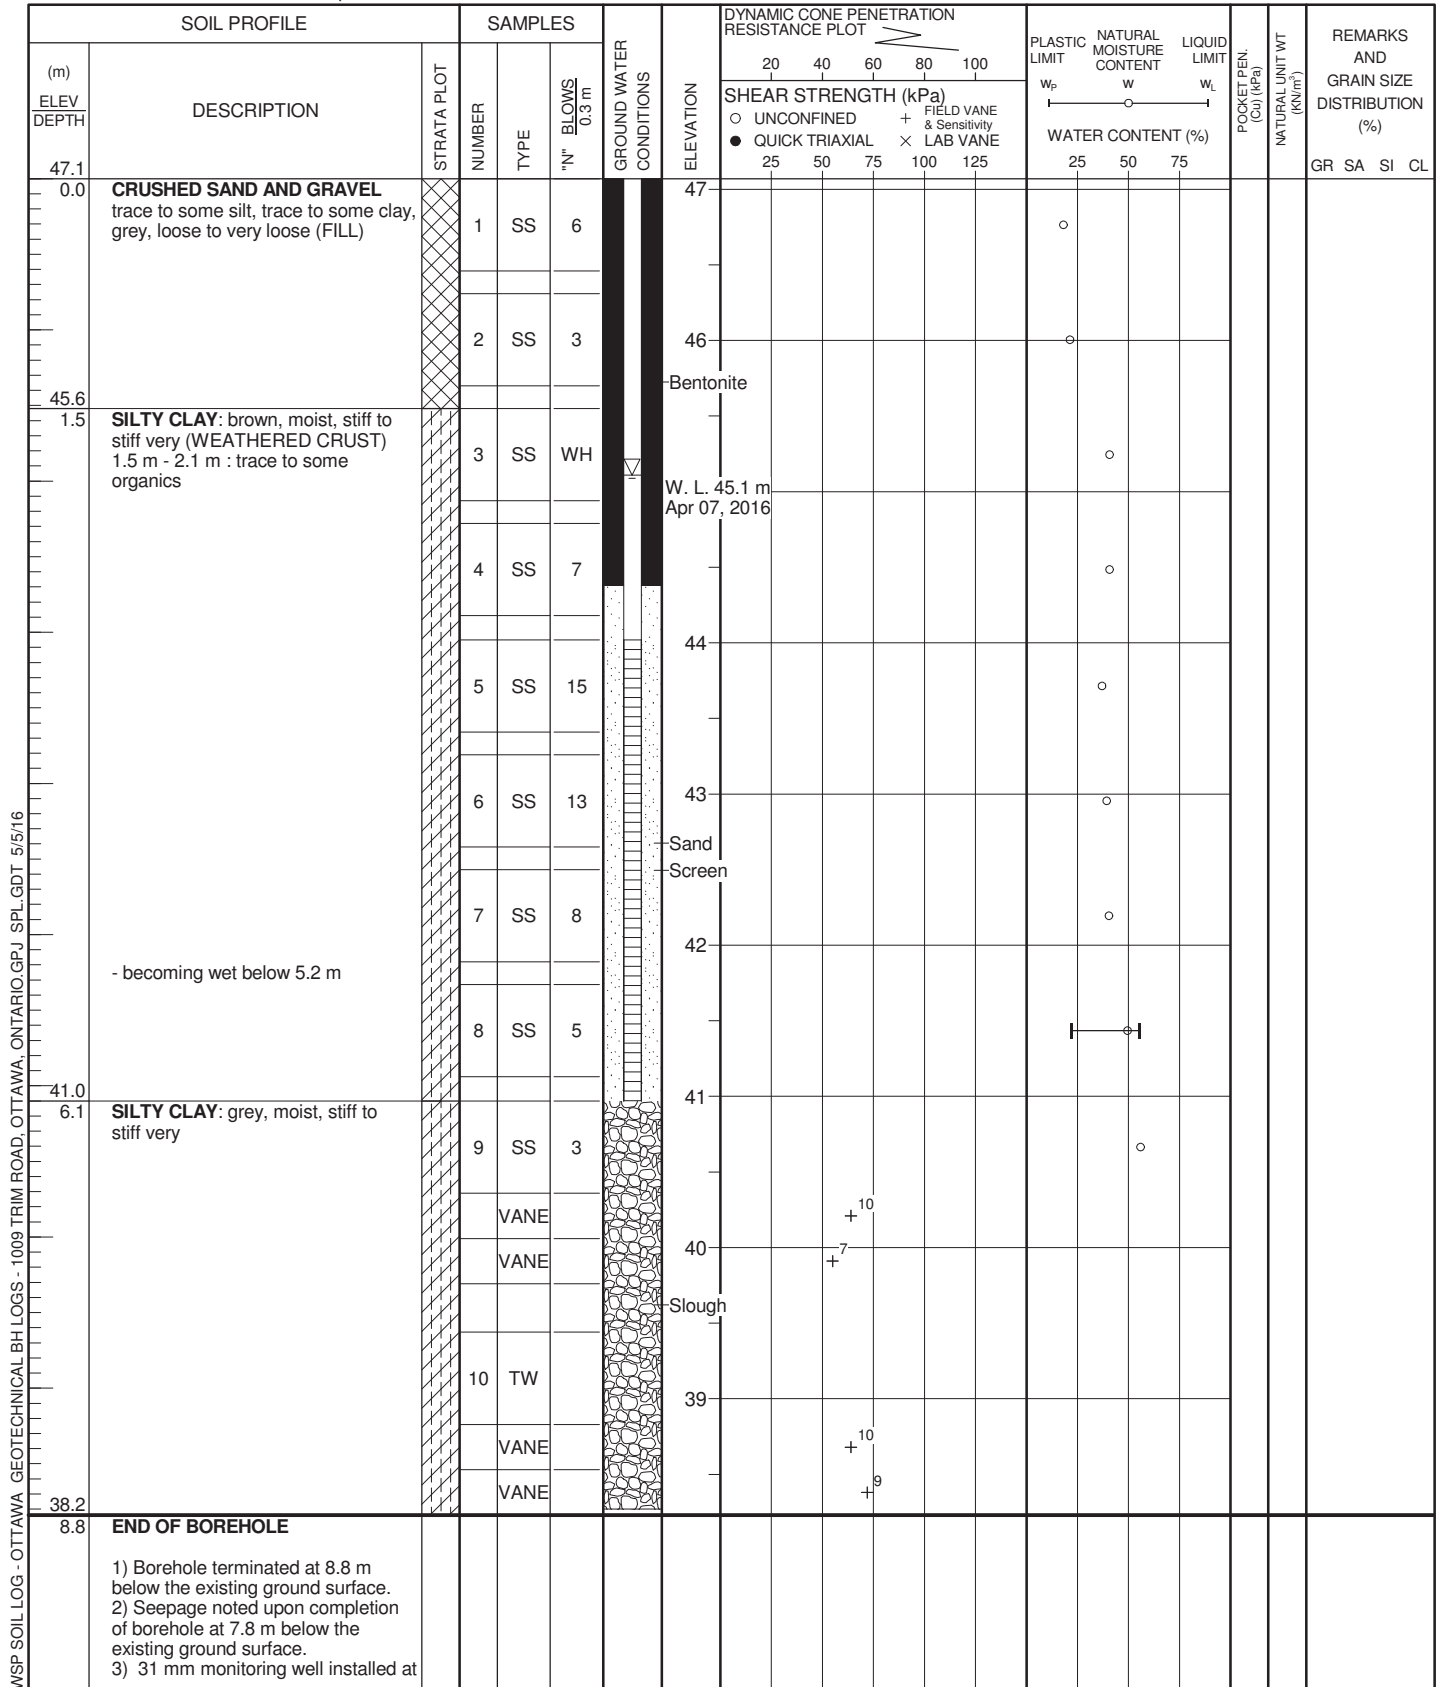 SOIL PROFILE
SAMPLES
(m)
ELEV
DEPTH
DESCRIPTION
STRATA PLOT
NUMBER
TYPE
"N" BLOWS
0.3 m
GROUND WATER
CONDITIONS
ELEVATION
DYNAMIC CONE PENETRATION
RESISTANCE PLOT
20 40 60 80 100
SHEAR STRENGTH (kPa)
UNCONFINED
+ FIELD VANE
& Sensitivity
QUICK TRIAXIAL
× LAB VANE
25 50 75 100 125
PLASTIC
LIMIT
NATURAL
MOISTURE
CONTENT
LIQUID
LIMIT
WP W WL
WATER CONTENT (%)
25 50 75
POCKET PEN.
(Cu) (kPa)
NATURAL UNIT WT
(KN/m³)
REMARKS
AND
GRAIN SIZE
DISTRIBUTION
(%)
GR SA SI CL
47.1
0.0
CRUSHED SAND AND GRAVEL
trace to some silt, trace to some clay,
grey, loose to very loose (FILL)
1 SS 6
47
2 SS 3
46
Bentonite
45.6
1.5
SILTY CLAY: brown, moist, stiff to
stiff very (WEATHERED CRUST)
1.5 m - 2.1 m : trace to some
organics
3 SS WH
W. L. 45.1 m
Apr 07, 2016
4 SS 7
44
5 SS 15
43
6 SS 13
Sand
Screen
7 SS 8
42
- becoming wet below 5.2 m
8 SS 5
41.0
41
6.1
SILTY CLAY: grey, moist, stiff to
stiff very
9 SS 3
VANE
10
40
VANE
7
Slough
10 TW
39
VANE
10
VANE
9
38.2
8.8
END OF BOREHOLE
1) Borehole terminated at 8.8 m
below the existing ground surface.
2) Seepage noted upon completion
of borehole at 7.8 m below the
existing ground surface.
3) 31 mm monitoring well installed at
WSP SOIL LOG - OTTAWA GEOTECHNICAL BH LOGS - 1009 TRIM ROAD, OTTAWA, ONTARIO.GPJ SPL.GDT 5/5/16